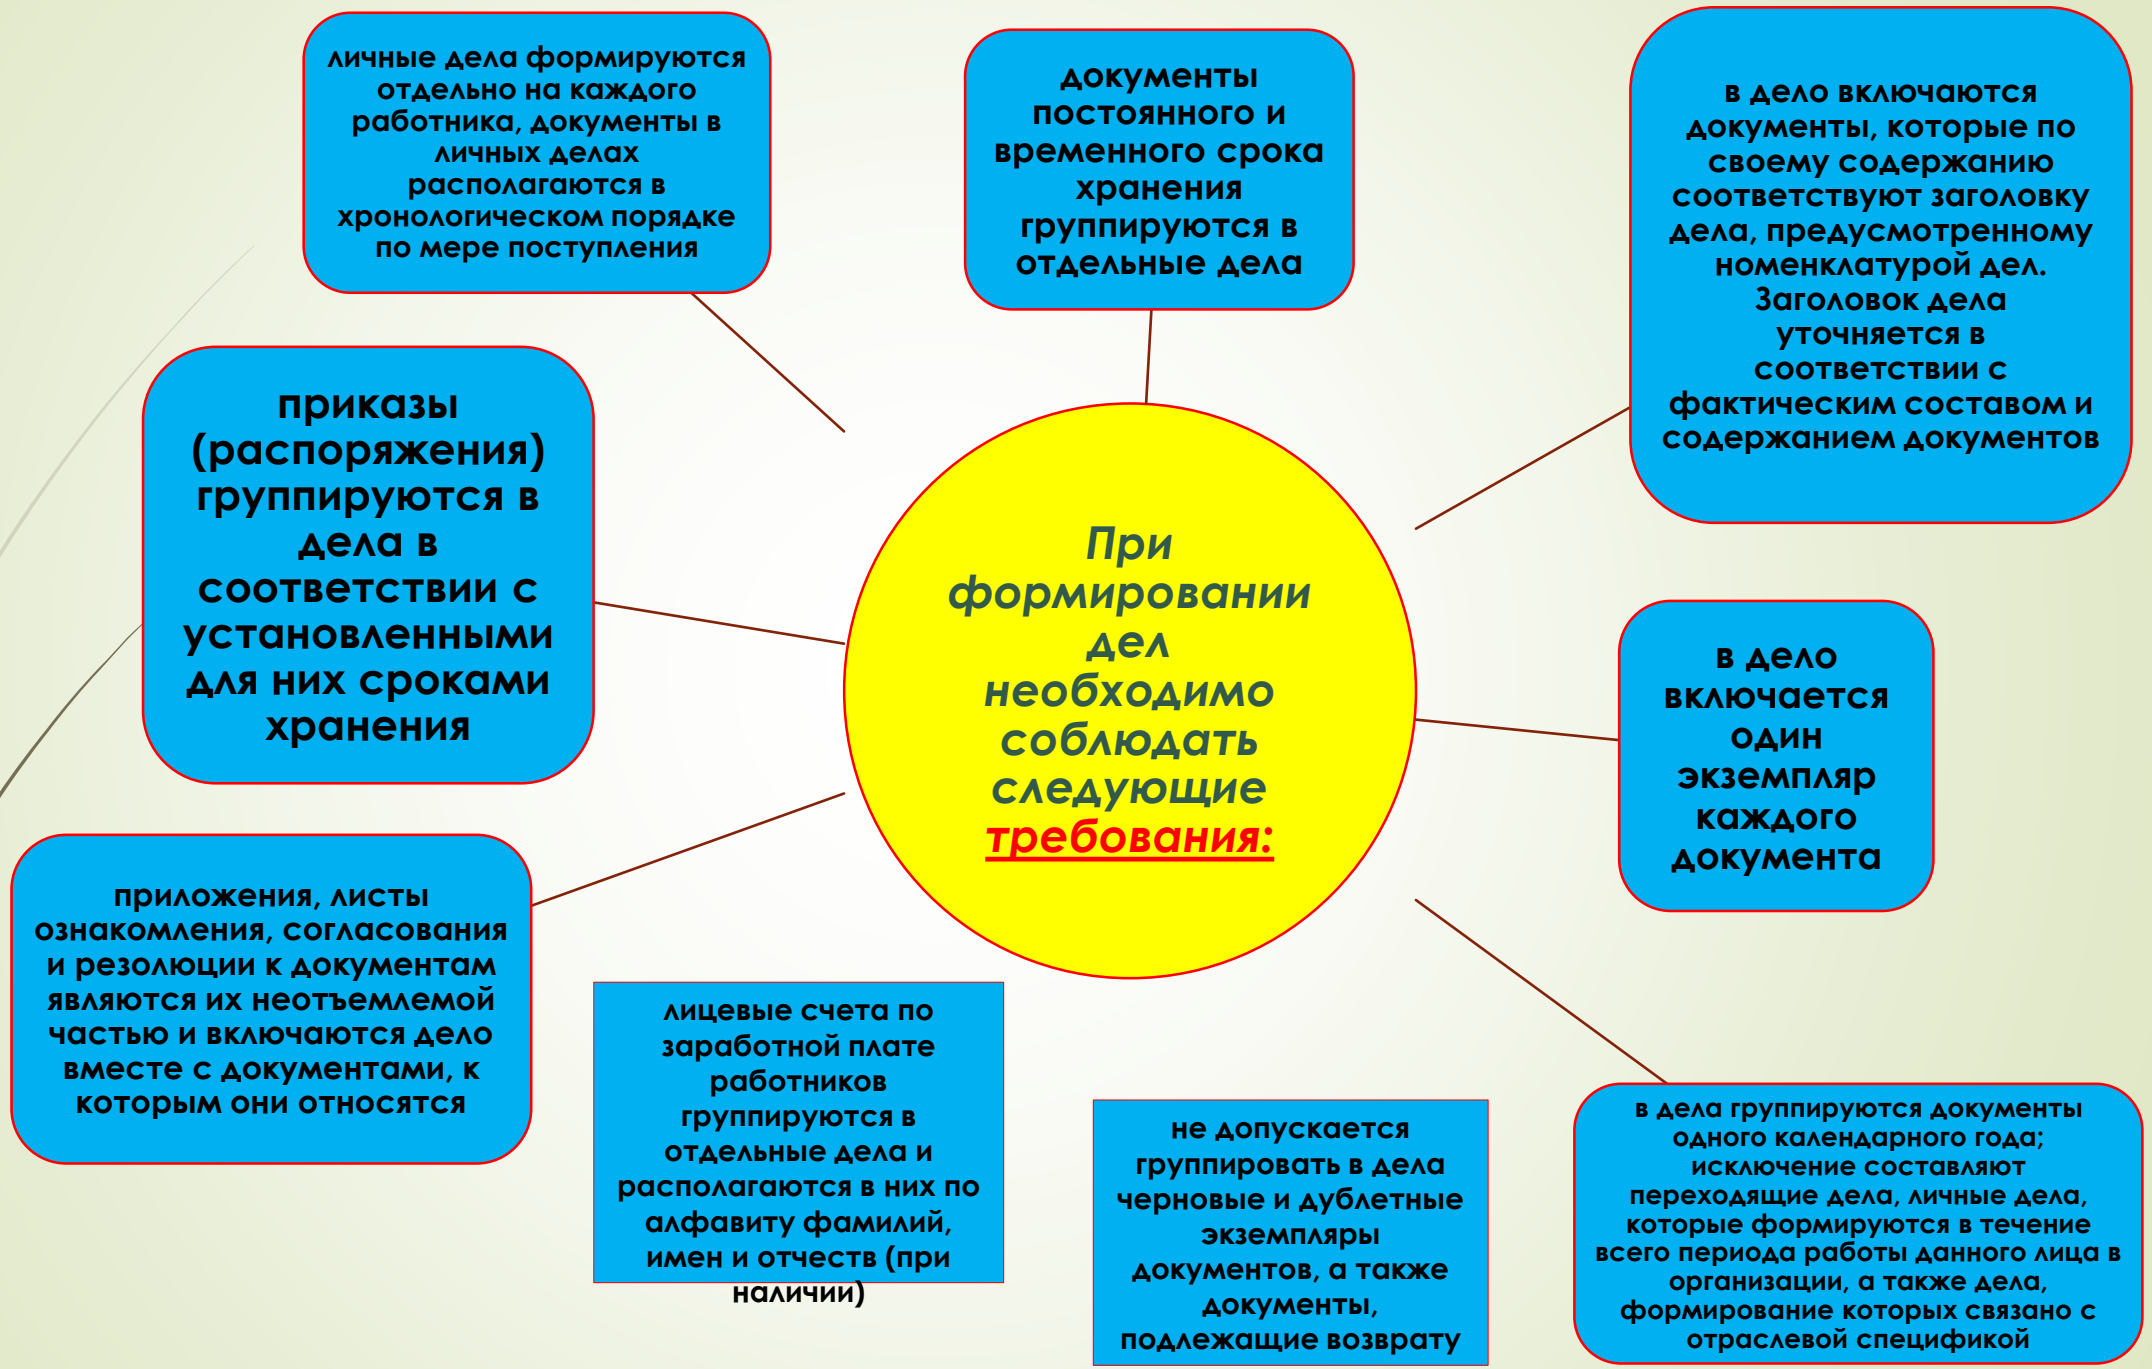 личные дела формируются
отдельно на каждого
работника, документы в
личных делах
располагаются в
хронологическом порядке
по мере поступления
документы
постоянного и
временного срока
хранения
группируются в
отдельные дела
в дело включаются
документы, которые по
своему содержанию
соответствуют заголовку
дела, предусмотренному
номенклатурой дел.
Заголовок дела
уточняется в
соответствии с
фактическим составом и
содержанием документов
приказы
(распоряжения)
группируются в
дела в
соответствии с
установленными
для них сроками
хранения
При
формировании
дел
необходимо
соблюдать
следующие
требования:
в дело
включается
один
экземпляр
каждого
документа
приложения, листы
ознакомления, согласования
и резолюции к документам
являются их неотъемлемой
частью и включаются дело
вместе с документами, к
которым они относятся
лицевые счета по
заработной плате
работников
группируются в
отдельные дела и
располагаются в них по
алфавиту фамилий,
имен и отчеств (при
наличии)
не допускается
группировать в дела
черновые и дублетные
экземпляры
документов, а также
документы,
подлежащие возврату
в дела группируются документы
одного календарного года;
исключение составляют
переходящие дела, личные дела,
которые формируются в течение
всего периода работы данного лица в
организации, а также дела,
формирование которых связано с
отраслевой спецификой